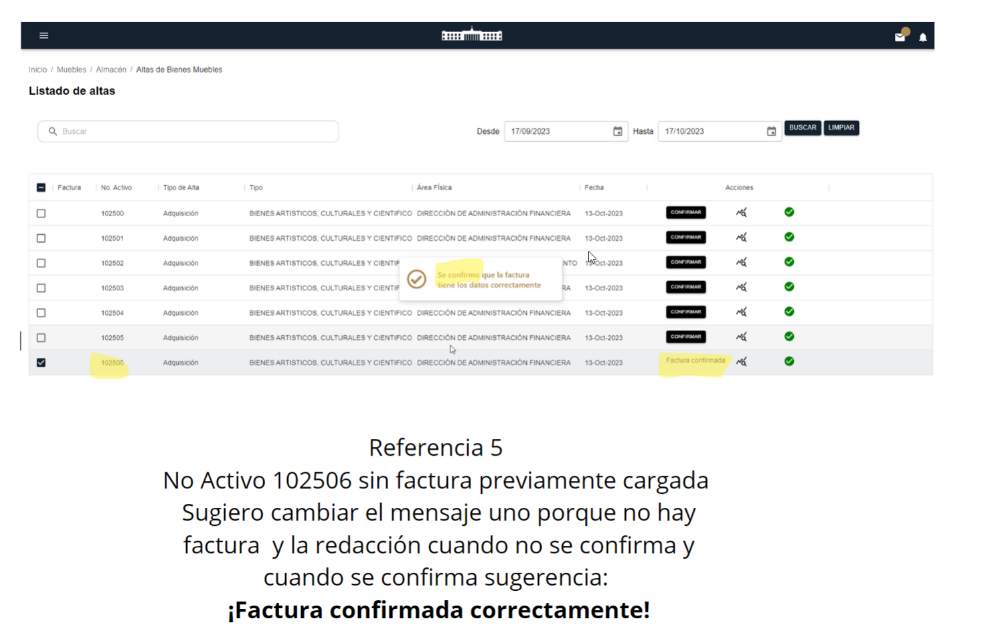 Inicio / Muebles / Almacén / Altas de Bienes Muebles
Listado de altas
Buscar Desde 17/09/2023 Hasta 17/10/2023 BUSCAR LIMPIAR
Factura No. Activo Tipo de Alta Tipo Área Física Fecha Acciones
102500 Adquisición BIENES ARTISTICOS, CULTURALES Y CIENTIFICO DIRECCIÓN DE ADMINISTRACIÓN FINANCIERA 13-Oct-2023 CONFIRMAR
102501 Adquisición BIENES ARTISTICOS, CULTURALES Y CIENTIFICO DIRECCIÓN DE ADMINISTRACIÓN FINANCIERA 13-Oct-2023 CONFIRMAR
102502 Adquisición BIENES ARTISTICOS, CULTURALES Y CIENTIF NTO 13-Oct-2023 CONFIRMAR
Se confirmo que la factura
tiene los datos correctamente
102503 Adquisición BIENES ARTISTICOS, CULTURALES Y CIENTIF RA 13-Oct-2023 CONFIRMAR
102504 Adquisición BIENES ARTISTICOS, CULTURALES Y CIENTIFICO DIRECCIÓN DE ADMINISTRACIÓN FINANCIERA 13-Oct-2023 CONFIRMAR
102505 Adquisición BIENES ARTISTICOS, CULTURALES Y CIENTIFICO DIRECCIÓN DE ADMINISTRACIÓN FINANCIERA 13-Oct-2023 CONFIRMAR
102506 Adquisición BIENES ARTISTICOS, CULTURALES Y CIENTIFICO DIRECCIÓN DE ADMINISTRACIÓN FINANCIERA 13-Oct-2023 Factura confirmada
Referencia 5
No Activo 102506 sin factura previamente cargada
Sugiero cambiar el mensaje uno porque no hay
factura y la redacción cuando no se confirma y
cuando se confirma sugerencia:
¡Factura confirmada correctamente!